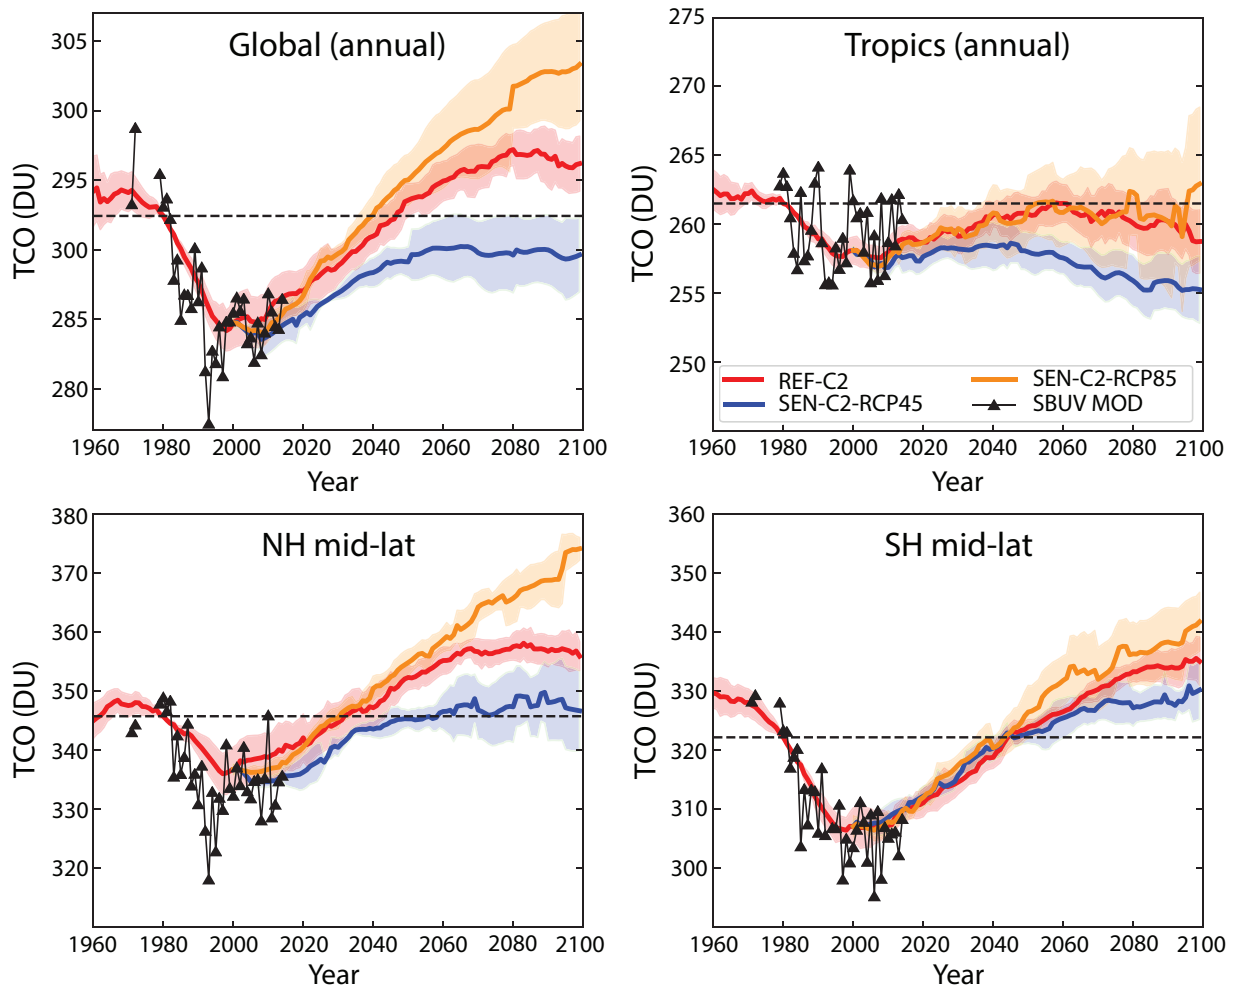 Global (annual)
TCO (DU)
305
300
295
300
285
280
1960 1980 2000 2020 2040 2060 2080 2100
Year
Tropics (annual)
TCO (DU)
275
270
265
260
255
250
REF-C2
SEN-C2-RCP45
SEN-C2-RCP85
SBUV MOD
1960 1980 2000 2020 2040 2060 2080 2100
Year
NH mid-lat
TCO (DU)
380
370
360
350
340
330
320
1960 1980 2000 2020 2040 2060 2080 2100
Year
SH mid-lat
TCO (DU)
360
350
340
330
320
310
300
1960 1980 2000 2020 2040 2060 2080 2100
Year